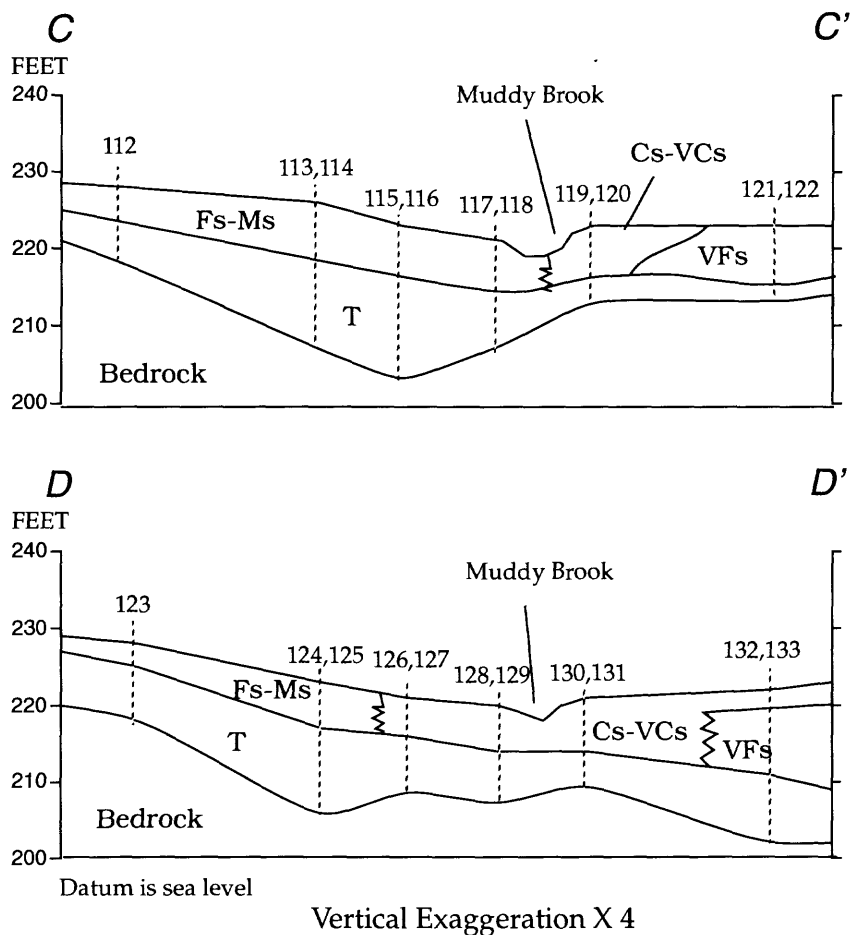 C C'
FEET
240
Muddy Brook
112
Cs-VCs
230
113,114
115,116
117,118
119,120
121,122
Fs-Ms
220
VFs
T
210
Bedrock
200
D D'
FEET
240
Muddy Brook
123
230
124,125
126,127
128,129
130,131
132,133
Fs-Ms
220
Cs-VCs
T
VFs
210
Bedrock
200
Datum is sea level
Vertical Exaggeration X 4